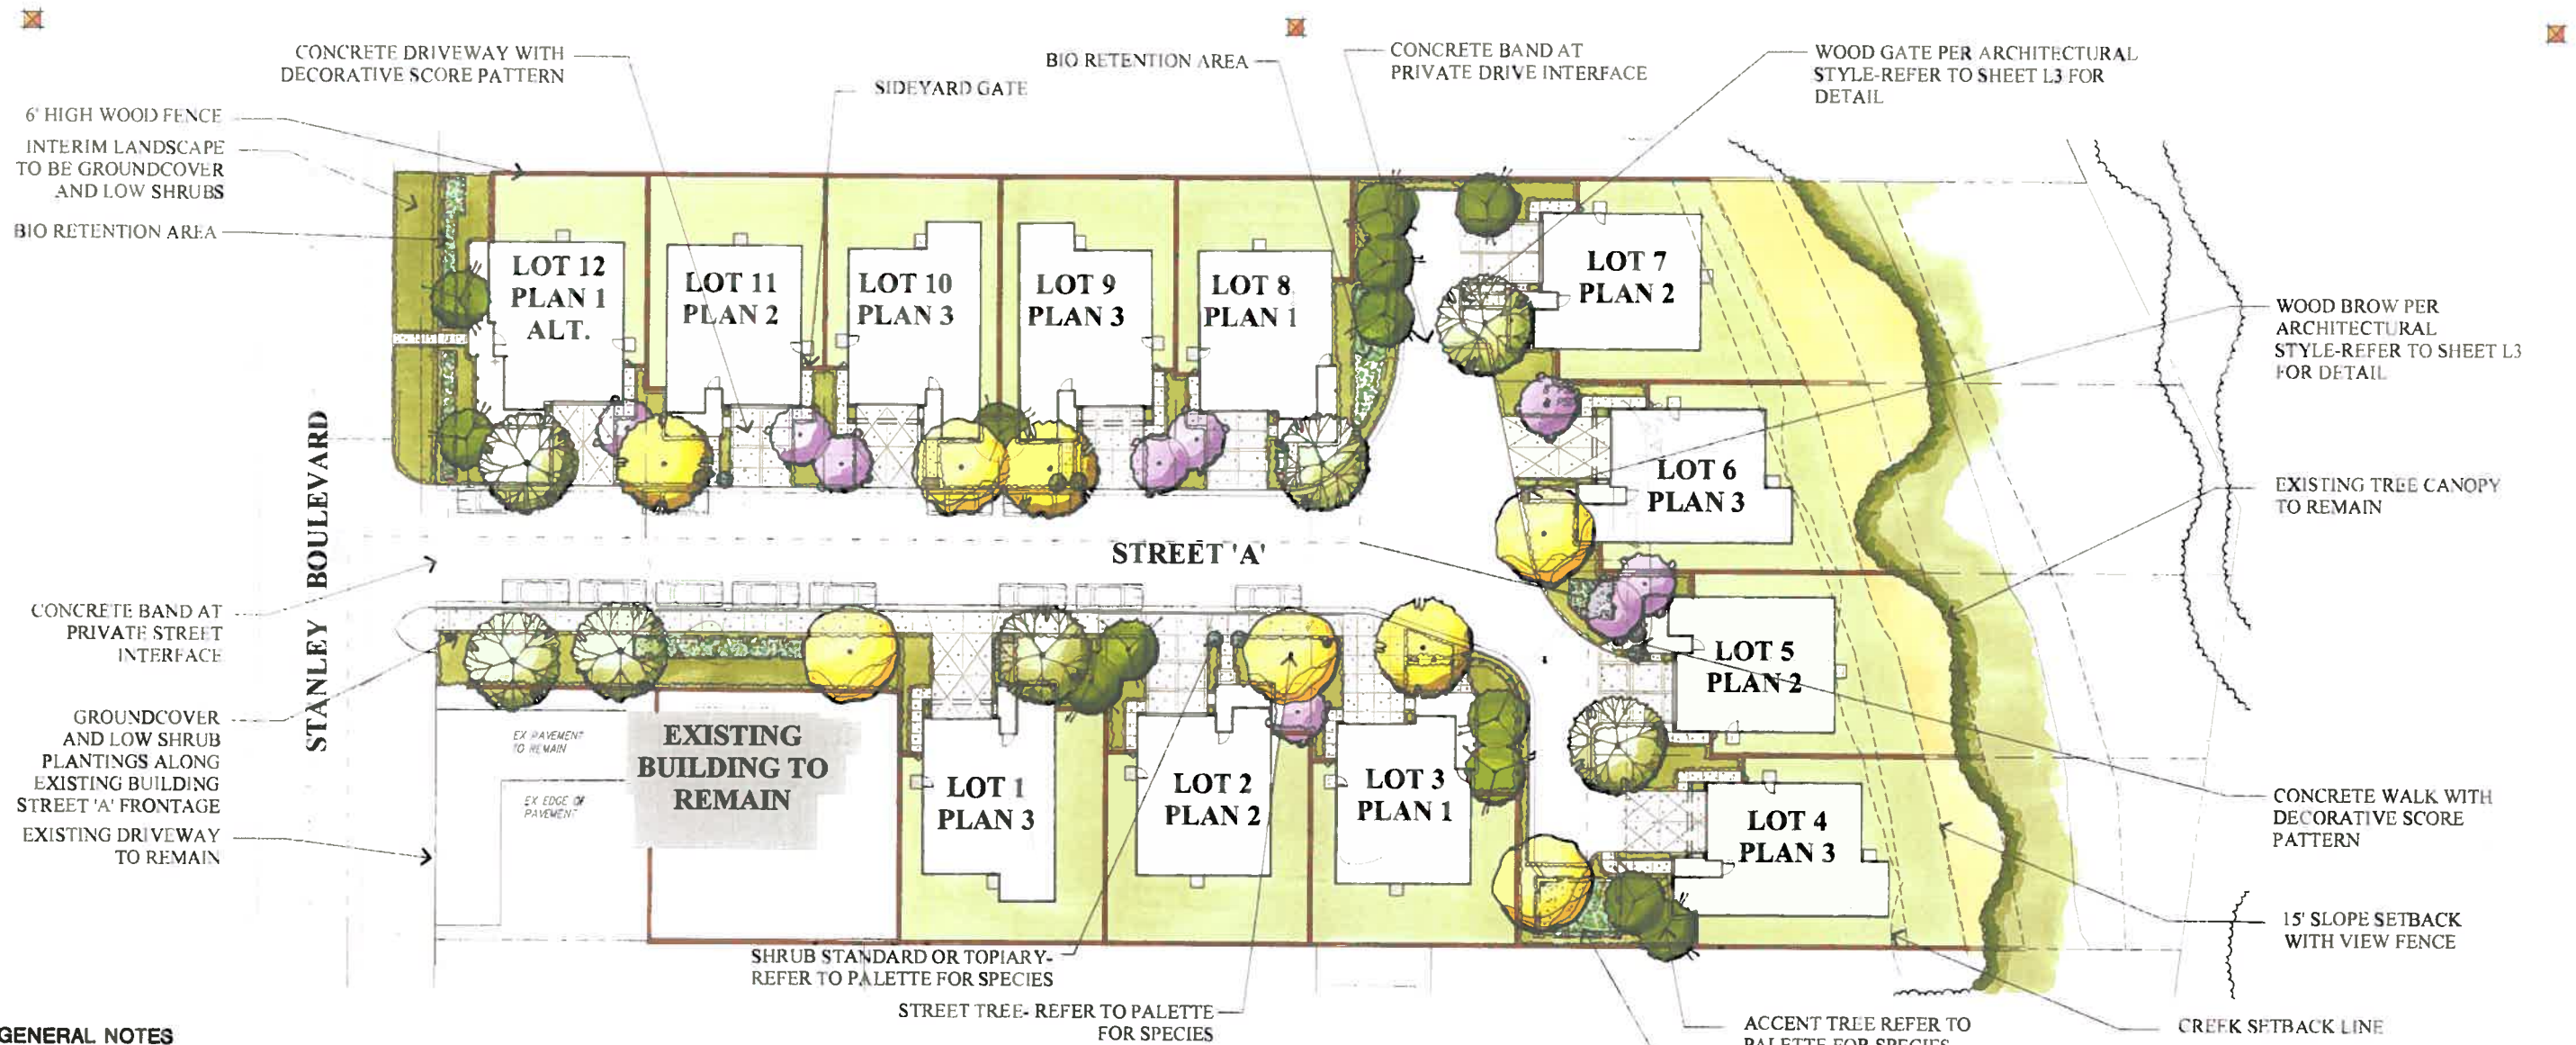 CONCRETE DRIVEWAY WITH
DECORATIVE SCORE PATTERN
SIDEYARD GATE
BIO RETENTION AREA
CONCRETE BAND AT
PRIVATE DRIVE INTERFACE
WOOD GATE PER ARCHITECTURAL
STYLE-REFER TO SHEET L3 FOR
DETAIL
6' HIGH WOOD FENCE
INTERIM LANDSCAPE
TO BE GROUNDCOVER
AND LOW SHRUBS
BIO RETENTION AREA
LOT 12
PLAN 1
ALT.
LOT 11
PLAN 2
LOT 10
PLAN 3
LOT 9
PLAN 3
LOT 8
PLAN 1
LOT 7
PLAN 2
WOOD BROW PER
ARCHITECTURAL
STYLE-REFER TO SHEET L3
FOR DETAIL
LOT 6
PLAN 3
EXISTING TREE CANOPY
TO REMAIN
STANLEY BOULEVARD
STREET 'A'
CONCRETE BAND AT
PRIVATE STREET
INTERFACE
GROUNDCOVER
AND LOW SHRUB
PLANTINGS ALONG
EXISTING BUILDING
STREET 'A' FRONTAGE
EXISTING DRIVEWAY
TO REMAIN
EX PAVEMENT
TO REMAIN
EX EDGE OF
PAVEMENT
EXISTING
BUILDING TO
REMAIN
LOT 1
PLAN 3
LOT 2
PLAN 2
LOT 3
PLAN 1
LOT 5
PLAN 2
LOT 4
PLAN 3
CONCRETE WALK WITH
DECORATIVE SCORE
PATTERN
15' SLOPE SETBACK
WITH VIEW FENCE
SHRUB STANDARD OR TOPIARY-
REFER TO PALETTE FOR SPECIES
STREET TREE- REFER TO PALETTE
FOR SPECIES
ACCENT TREE REFER TO
PALETTE FOR SPECIES
CREEK SETBACK LINE
GENERAL NOTES